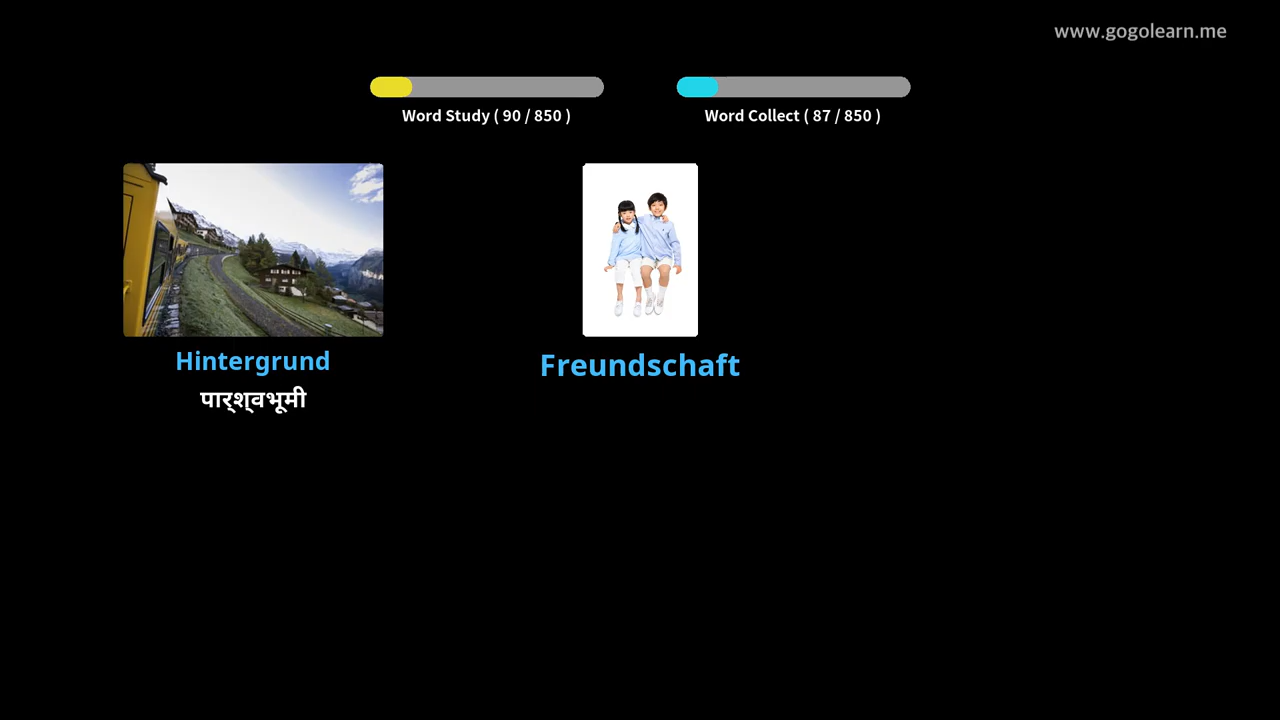 www.gogolearn.me
Word Study ( 90 / 850 )
Word Collect ( 87 / 850 )
Hintergrund
पार्श्वभूमी
Freundschaft